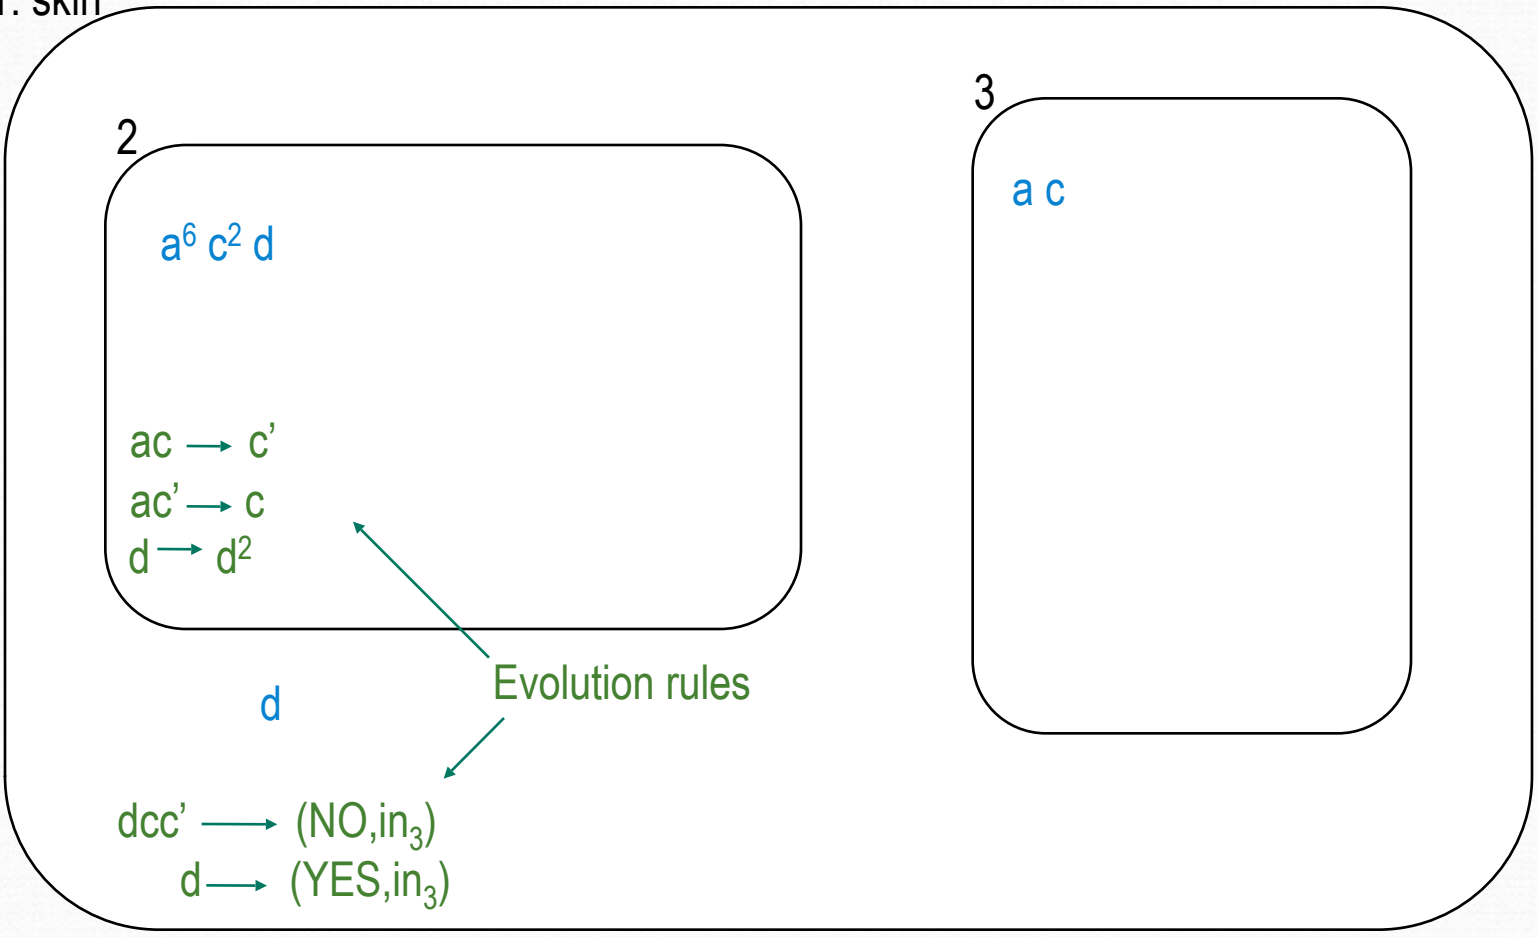 1: skin
3
2
a c
a⁶ c² d
ac → c’
ac’ → c
d → d²
Evolution rules
d
dcc’ → (NO,in₃)
d → (YES,in₃)